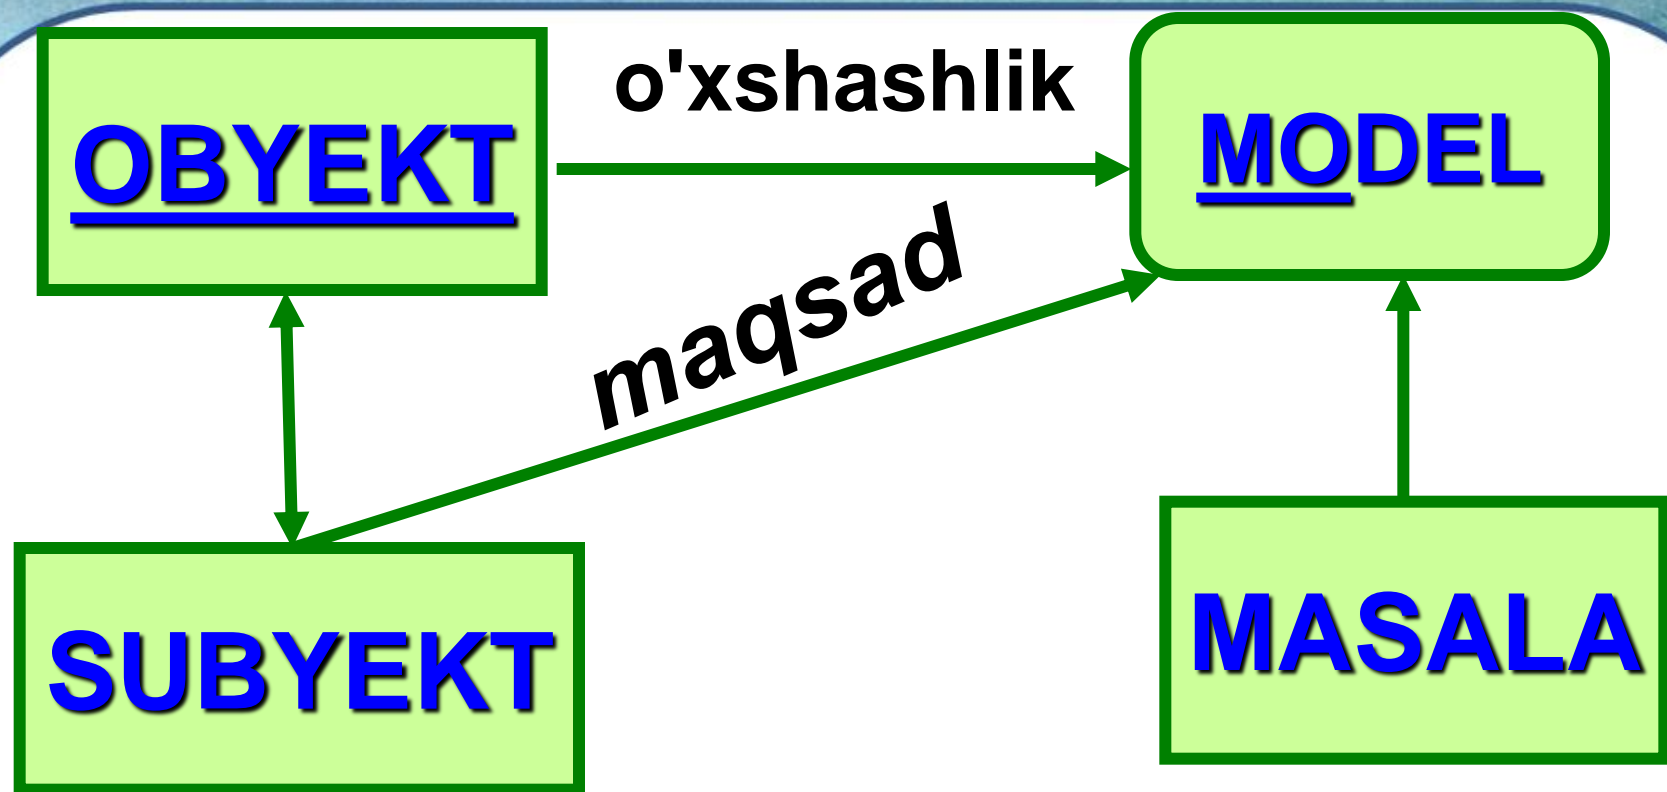 OBYEKT
o'xshashlik
MODEL
maqsad
SUBYEKT
MASALA